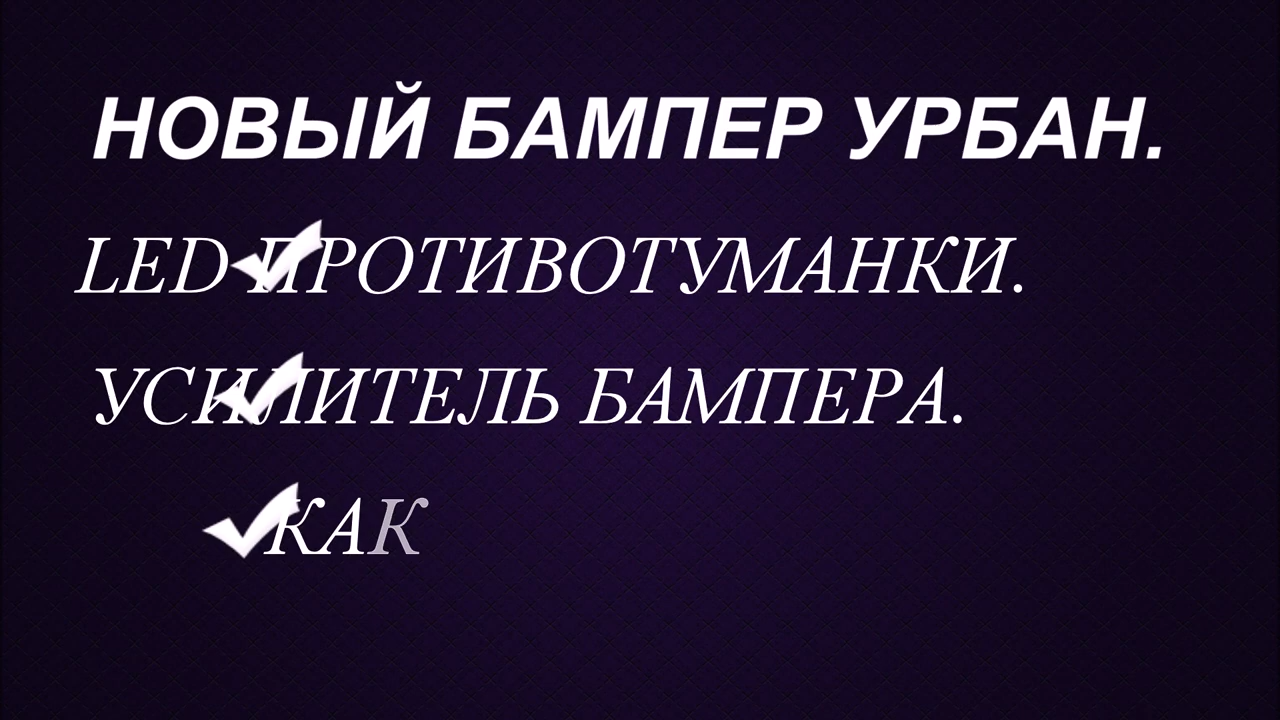 НОВЫЙ БАМПЕР УРБАН.
LED ПРОТИВОТУМАНКИ.
УСИЛИТЕЛЬ БАМПЕРА.
КАК